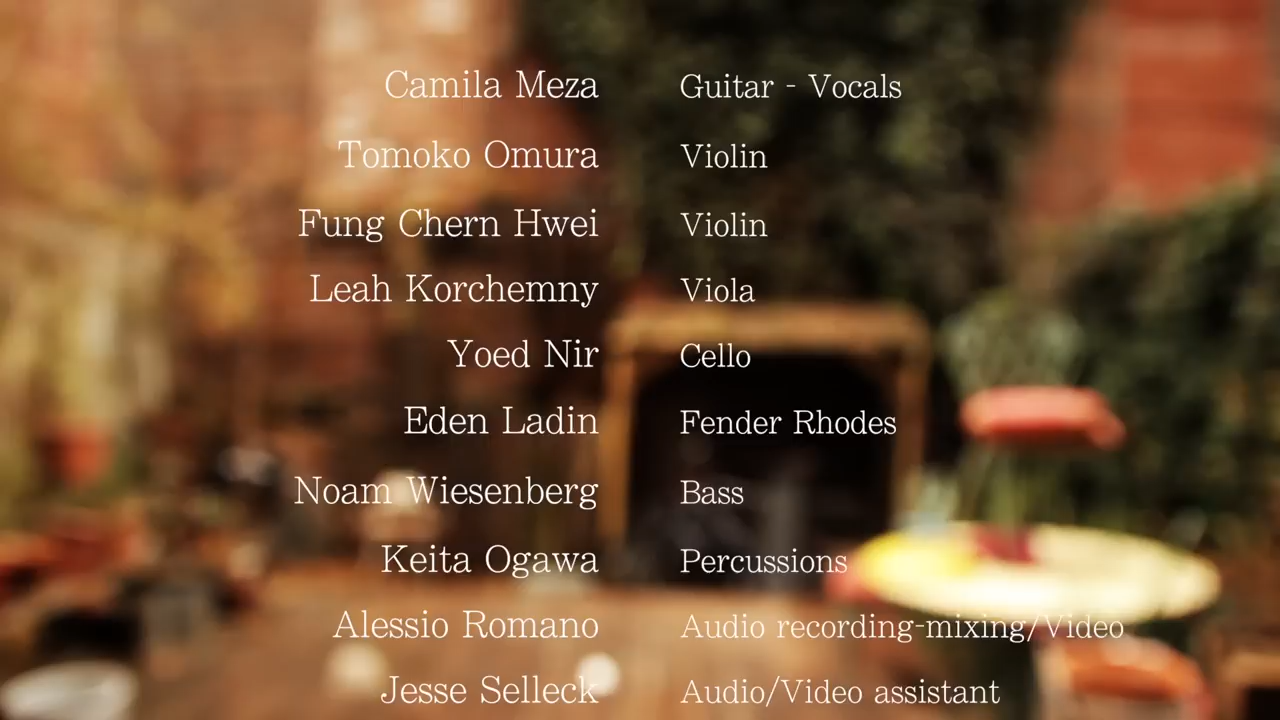 Camila Meza Guitar - Vocals
Tomoko Omura Violin
Fung Chern Hwei Violin
Leah Korchemny Viola
Yoed Nir Cello
Eden Ladin Fender Rhodes
Noam Wiesenberg Bass
Keita Ogawa Percussions
Alessio Romano Audio recording-mixing/Video
Jesse Selleck Audio/Video assistant